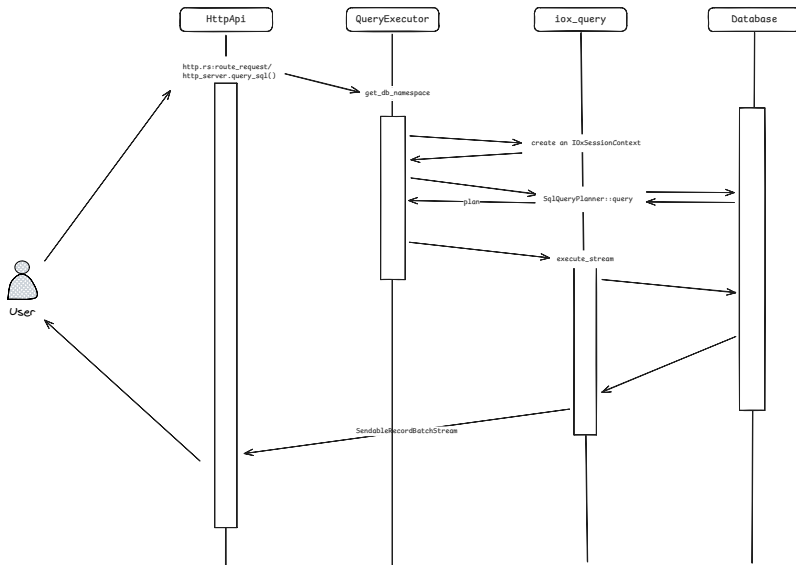 HttpApi
QueryExecutor
iox_query
Database
http.rs:route_request/
http_server.query_sql()
get_db_namespace
create an IOxSessionContext
SqlQueryPlanner::query
plan
execute_stream
User
SendableRecordBatchStream